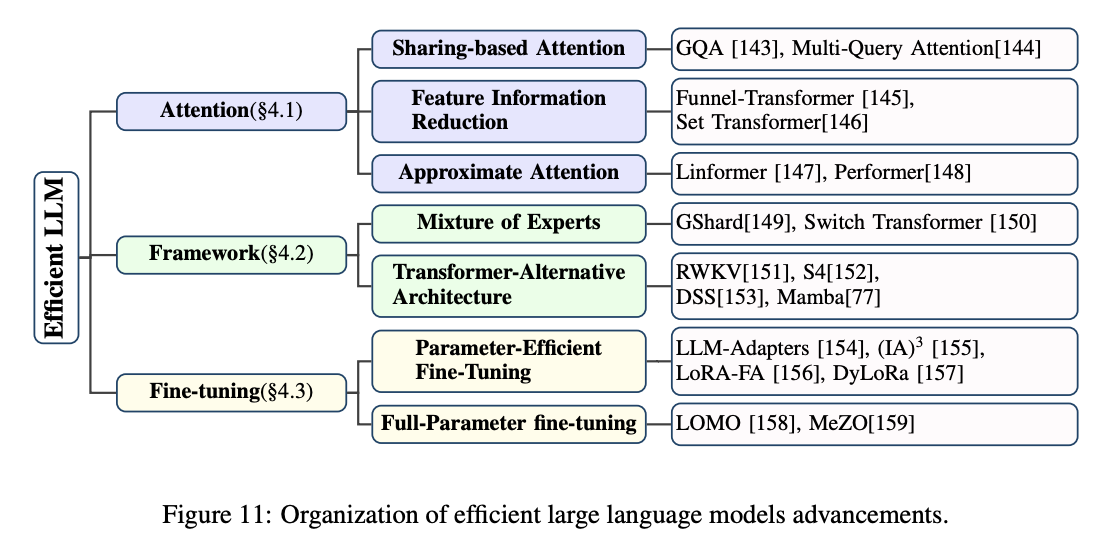 Efficient LLM
Attention(§4.1)
Sharing-based Attention
GQA [143], Multi-Query Attention[144]
Feature Information
Reduction
Funnel-Transformer [145],
Set Transformer[146]
Approximate Attention
Linformer [147], Performer[148]
Framework(§4.2)
Mixture of Experts
GShard[149], Switch Transformer [150]
Transformer-Alternative
Architecture
RWKV[151], S4[152],
DSS[153], Mamba[77]
Fine-tuning(§4.3)
Parameter-Efficient
Fine-Tuning
LLM-Adapters [154], (IA)³ [155],
LoRA-FA [156], DyLoRa [157]
Full-Parameter fine-tuning
LOMO [158], MeZO[159]
Figure 11: Organization of efficient large language models advancements.